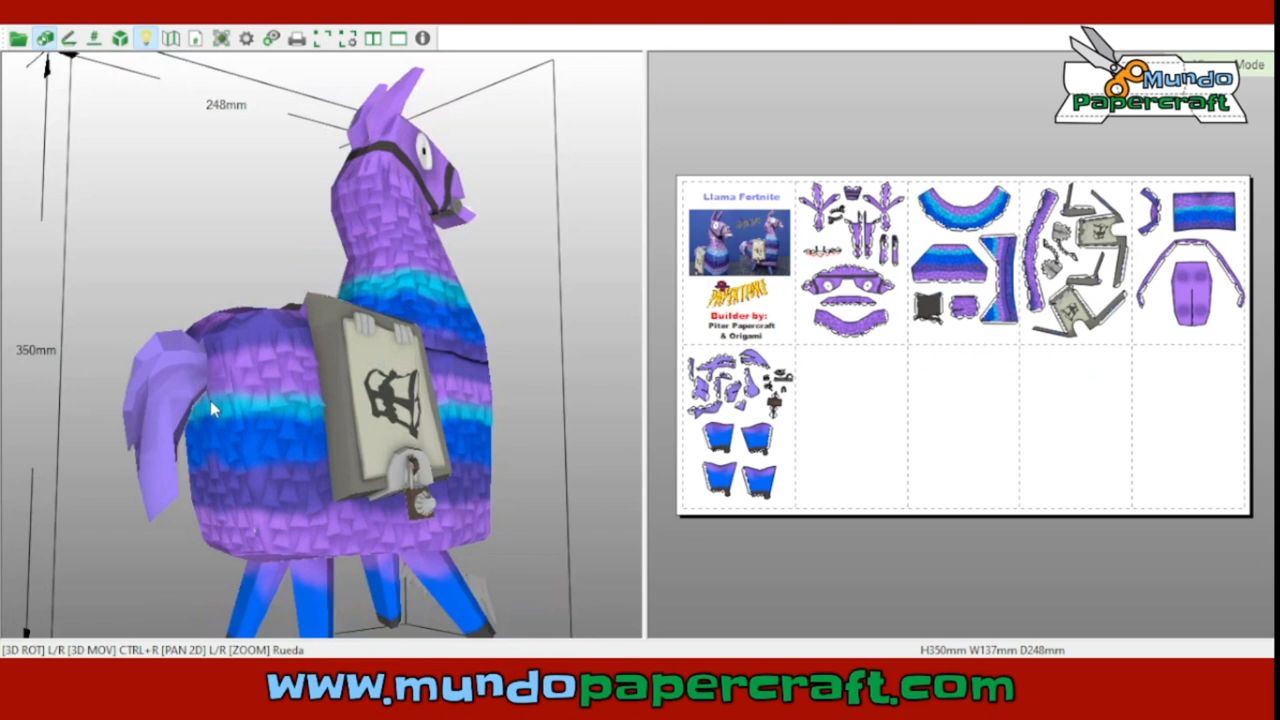 Mode
Mundo
Papercraft
248mm
350mm
Llama Fortnite
Builder by:
Piter Papercraft
& Origami
[3D ROT] L/R [3D MOV] CTRL+R [PAN 2D] L/R [ZOOM] Rueda
H350mm W137mm D248mm
www.mundopapercraft.com